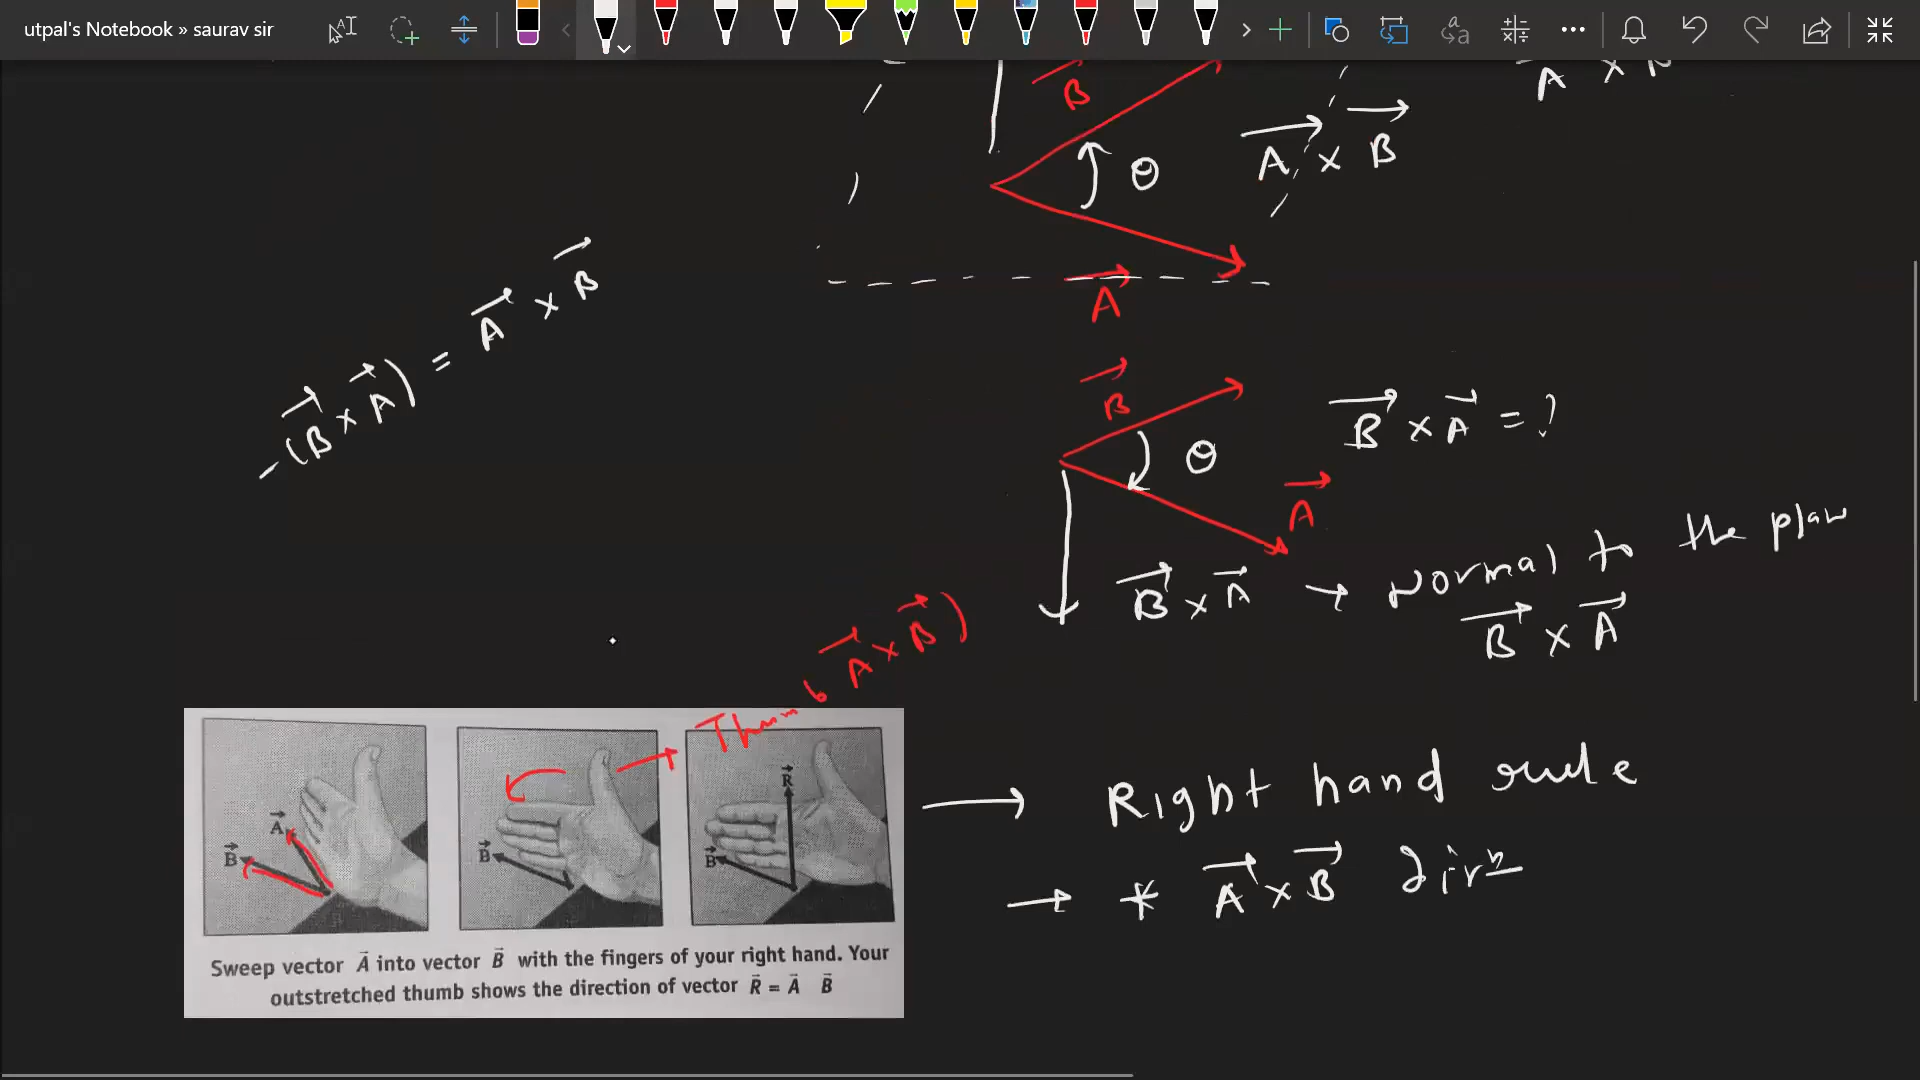 utpal's Notebook » saurav sir
B
A × B
θ
A × B
A
-(B × A) = A × B
B
B × A = ?
θ
A
B × A → Normal to the plan
B × A
Thumb A × B)
→ Right hand rule
→ * A × B dirn
A
B
B
R
B
Sweep vector A into vector B with the fingers of your right hand. Your
outstretched thumb shows the direction of vector R = A B